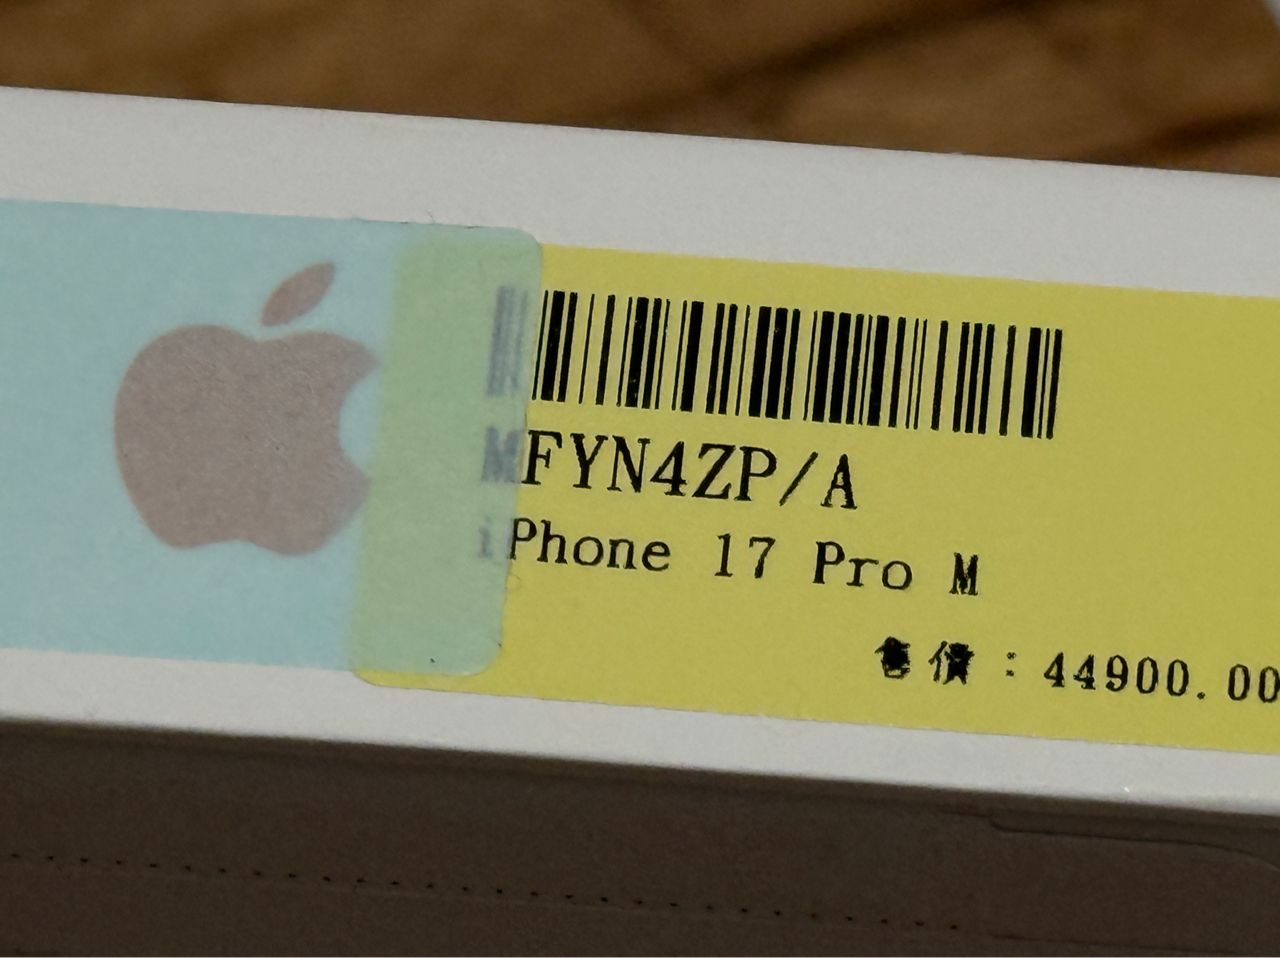 MFYN4ZP/A
iPhone 17 Pro M
售價：44900.00